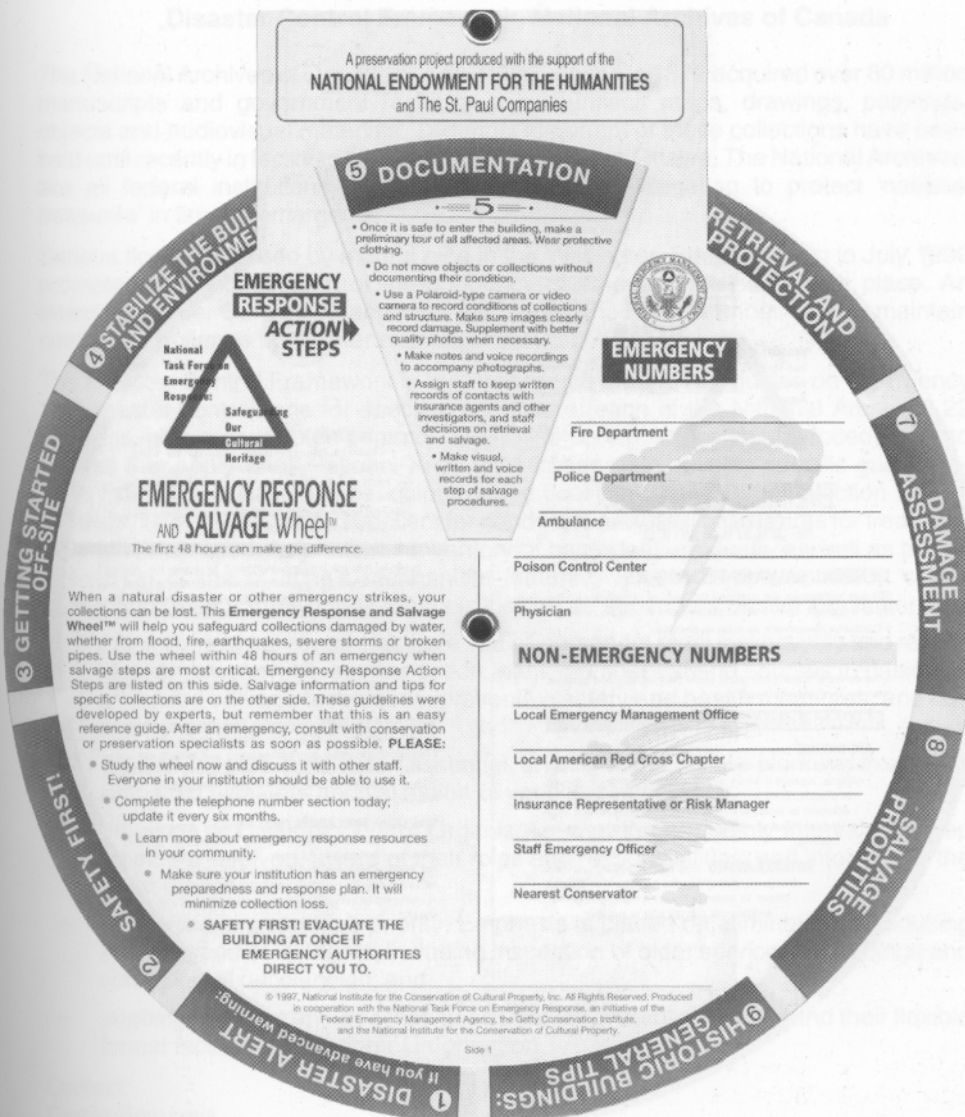 Disaster Control Framework, National Archives of Canada
A preservation project produced with the support of the
NATIONAL ENDOWMENT FOR THE HUMANITIES
and The St. Paul Companies
5 DOCUMENTATION
5
• Once it is safe to enter the building, make a
preliminary tour of all affected areas. Wear protective
clothing.
• Do not move objects or collections without
documenting their condition.
• Use a Polaroid-type camera or video
camera to record conditions of collections
and structure. Make sure images clearly
record damage. Supplement with better
quality photos when necessary.
• Make notes and voice recordings
to accompany photographs.
• Assign staff to keep written
records of contacts with
insurance agents and other
investigators, and staff
decisions on retrieval
and salvage.
• Make visual,
written and voice
records for each
step of salvage
procedures.
4 STABILIZE THE BUIL
AND ENVIRONME
EMERGENCY
RESPONSE
ACTION
STEPS
National
Task Force on
Emergency
Response:
Safeguarding
Our
Cultural
Heritage
EMERGENCY RESPONSE
AND SALVAGE Wheel™
The first 48 hours can make the difference.
When a natural disaster or other emergency strikes, your
collections can be lost. This Emergency Response and Salvage
Wheel™ will help you safeguard collections damaged by water,
whether from flood, fire, earthquakes, severe storms or broken
pipes. Use the wheel within 48 hours of an emergency when
salvage steps are most critical. Emergency Response Action
Steps are listed on this side. Salvage information and tips for
specific collections are on the other side. These guidelines were
developed by experts, but remember that this is an easy
reference guide. After an emergency, consult with conservation
or preservation specialists as soon as possible. PLEASE:
• Study the wheel now and discuss it with other staff.
Everyone in your institution should be able to use it.
• Complete the telephone number section today;
update it every six months.
• Learn more about emergency response resources
in your community.
• Make sure your institution has an emergency
preparedness and response plan. It will
minimize collection loss.
• SAFETY FIRST! EVACUATE THE
BUILDING AT ONCE IF
EMERGENCY AUTHORITIES
DIRECT YOU TO.
RETRIEVAL AND
PROTECTION
FEDERAL EMERGENCY MANAGEMENT AGENCY
EMERGENCY
NUMBERS
Fire Department
Police Department
Ambulance
Poison Control Center
Physician
NON-EMERGENCY NUMBERS
Local Emergency Management Office
Local American Red Cross Chapter
Insurance Representative or Risk Manager
Staff Emergency Officer
Nearest Conservator
7 DAMAGE
ASSESSMENT
8 SALVAGE
PRIORITIES
9 HISTORIC BUILDINGS:
GENERAL TIPS
3 GETTING STARTED
OFF-SITE
2 SAFETY FIRST!
1 DISASTER ALERT
If you have advanced warning:
© 1997, National Institute for the Conservation of Cultural Property, Inc. All Rights Reserved. Produced
in cooperation with the National Task Force on Emergency Response, an initiative of the
Federal Emergency Management Agency, the Getty Conservation Institute,
and the National Institute for the Conservation of Cultural Property.
Side 1